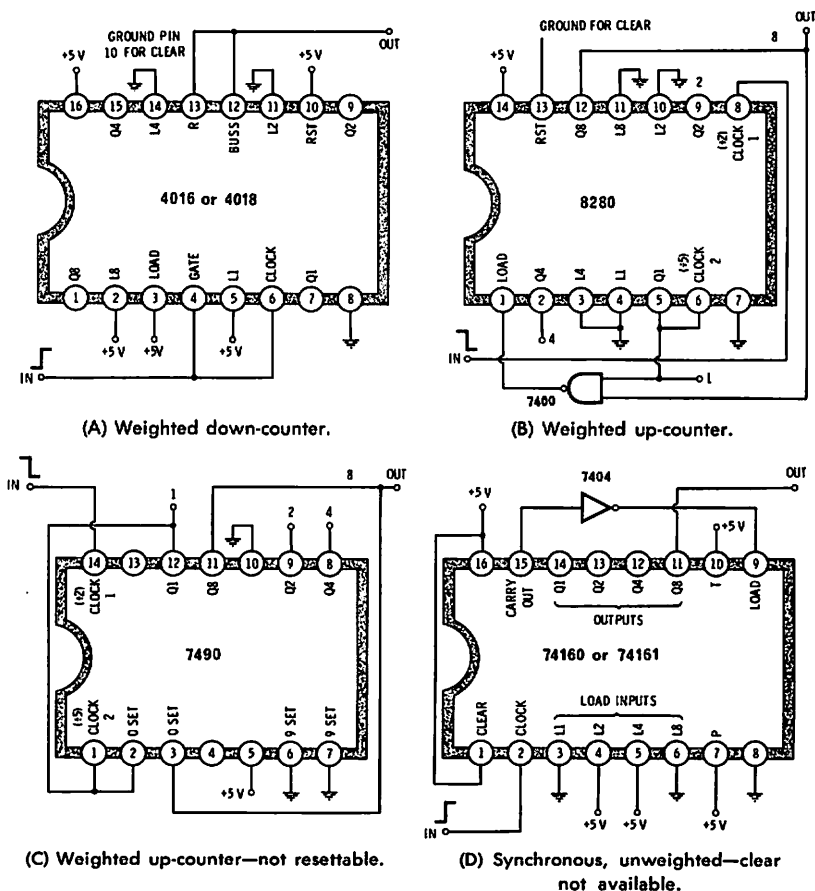 GROUND PIN
10 FOR CLEAR
+5 V
+5 V
OUT
16 15 14 13 12 11 10 9
Q4 L4 R BUSS L2 RST Q2
4016 or 4018
Q8 L8 LOAD GATE L1 CLOCK Q1
1 2 3 4 5 6 7 8
+5 V +5 V +5 V
IN
(A) Weighted down-counter.
GROUND FOR CLEAR
OUT
8
+5 V
2
14 13 12 11 10 9 8
RST Q8 L8 L2 Q2 (÷2) CLOCK 1
8280
LOAD Q4 L4 L1 Q1 (÷5) CLOCK 2
1 2 3 4 5 6 7
4
IN
1
7400
(B) Weighted up-counter.
IN
8
OUT
1
2 4
14 13 12 11 10 9 8
(÷2) CLOCK 1 Q1 Q8 Q2 Q4
7490
(÷5) CLOCK 2 0 SET 0 SET 9 SET 9 SET
1 2 3 4 5 6 7
+5 V
(C) Weighted up-counter—not resettable.
7404
OUT
+5 V
+5 V
16 15 14 13 12 11 10 9
CARRY OUT Q1 Q2 Q4 Q8 T LOAD
OUTPUTS
74160 or 74161
LOAD INPUTS
CLEAR CLOCK L1 L2 L4 L8 P
1 2 3 4 5 6 7 8
+5 V +5 V +5 V
IN
(D) Synchronous, unweighted—clear
not available.